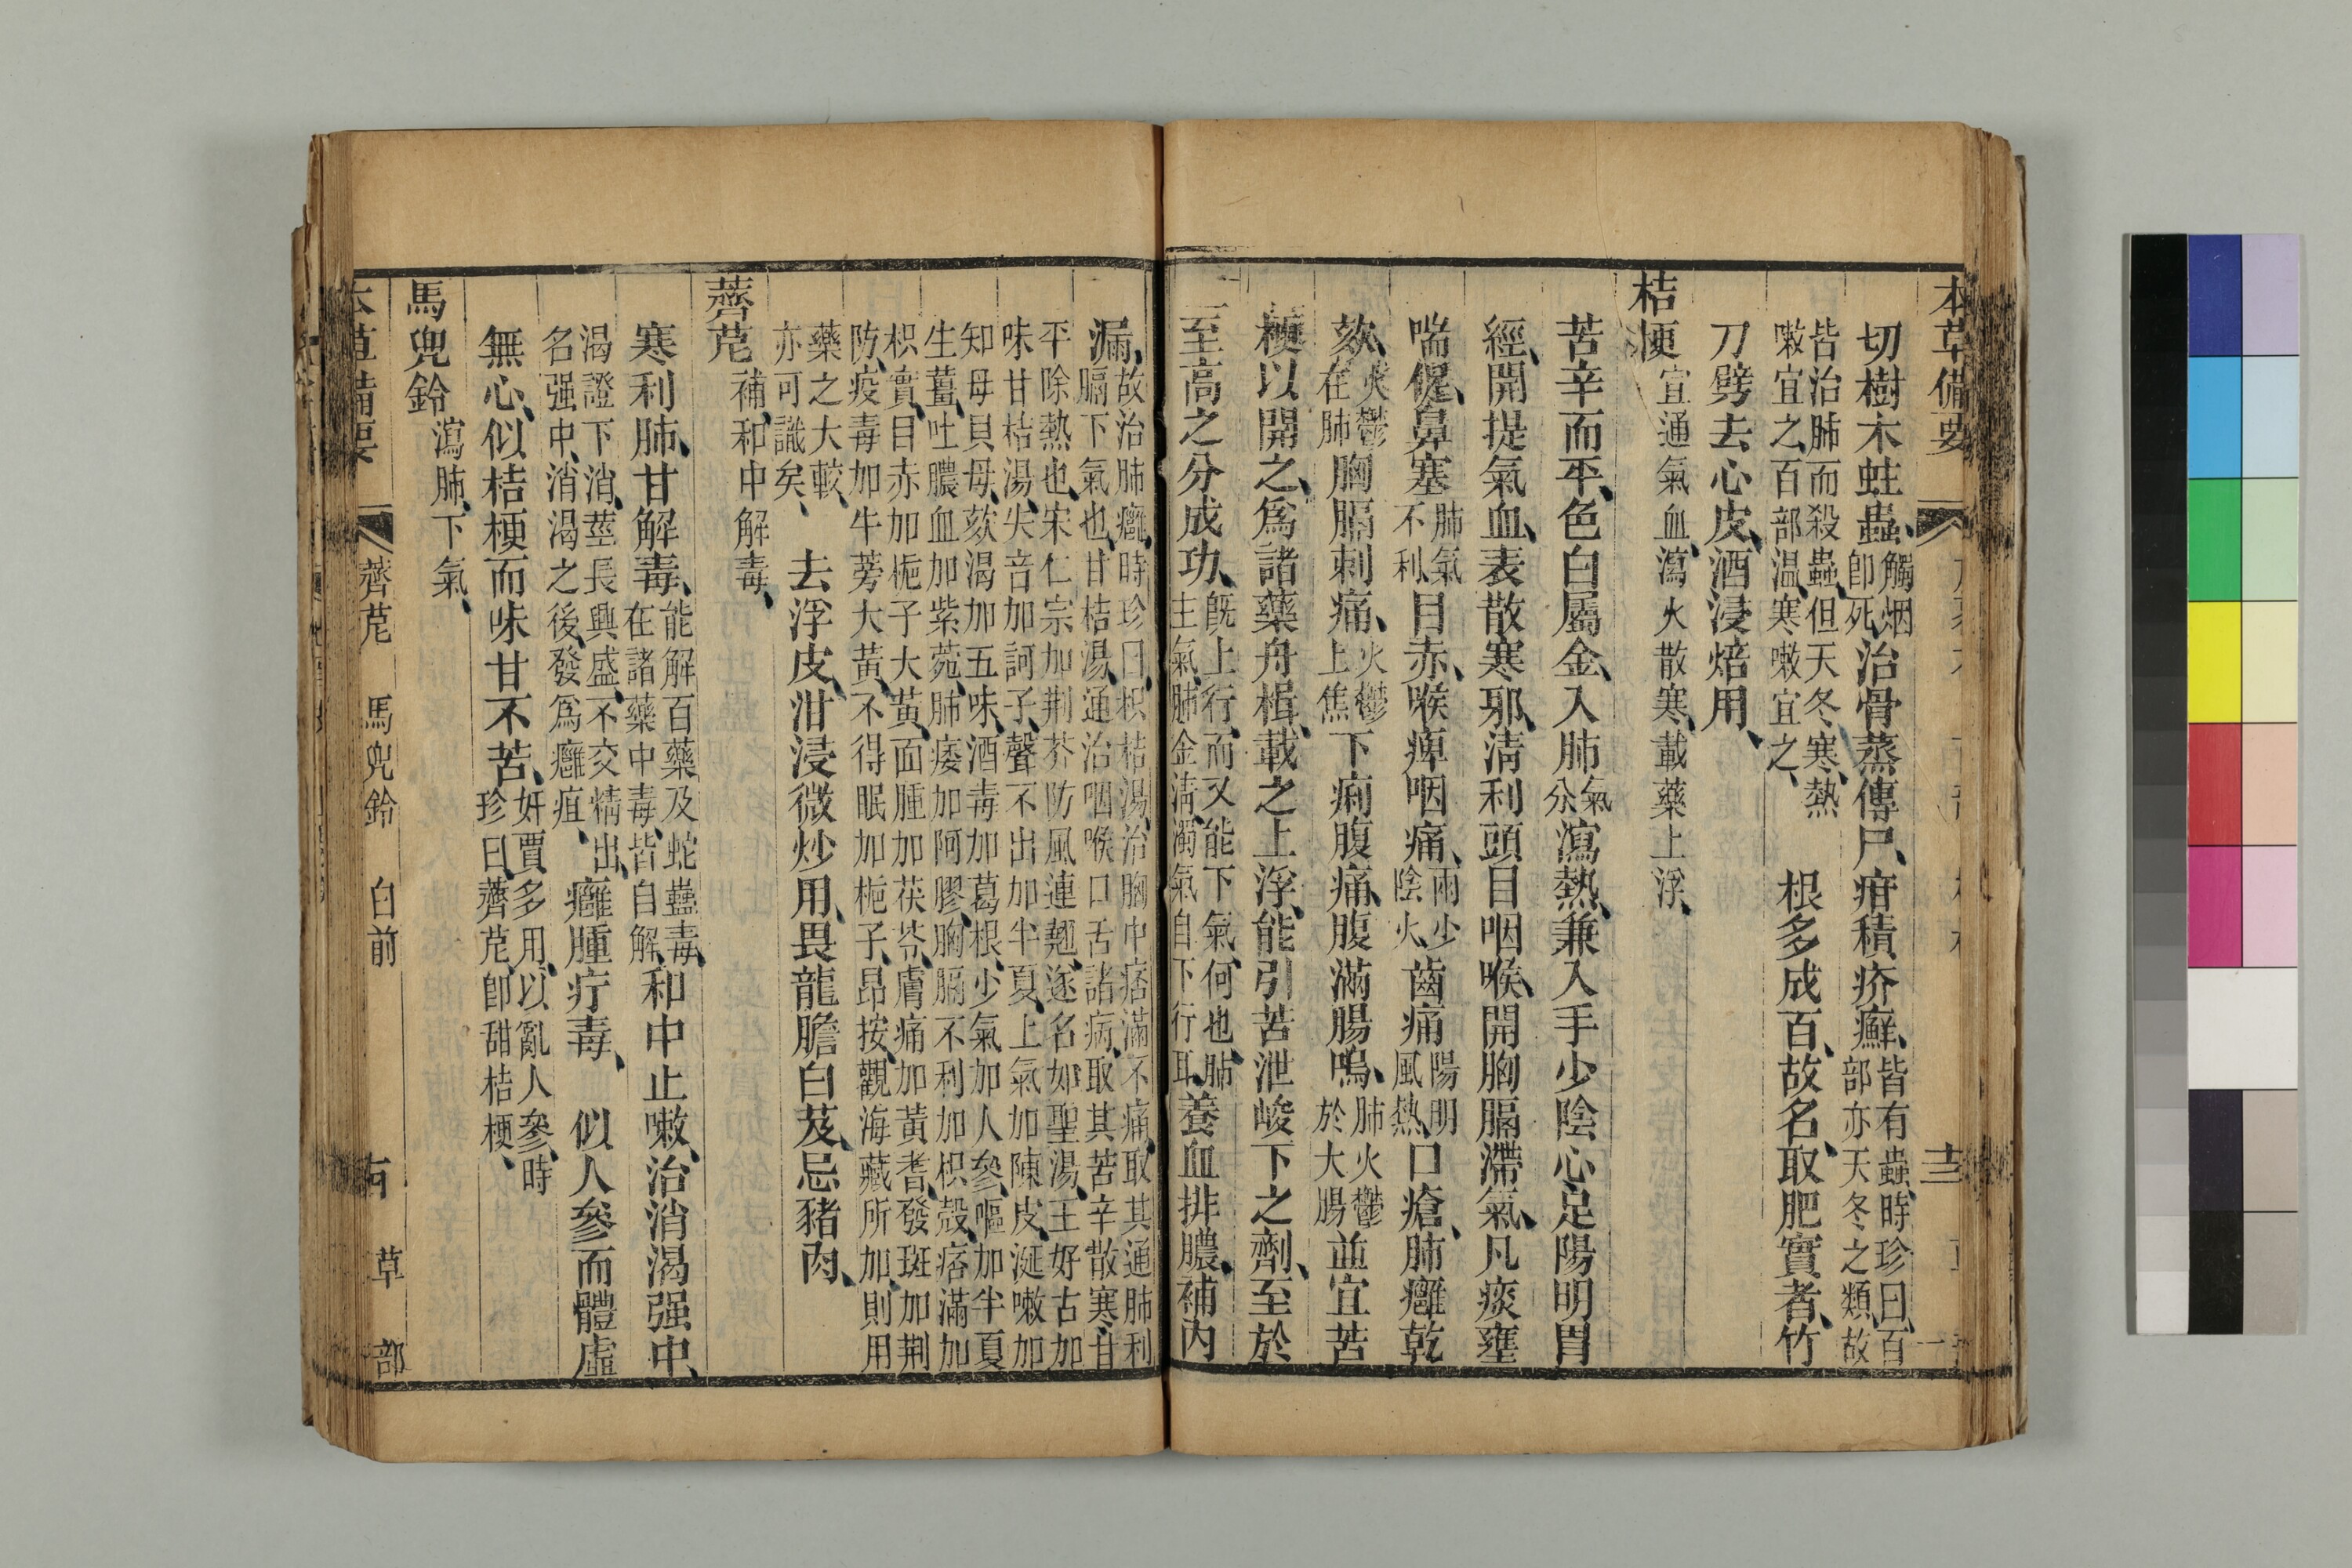 本草備要
切樹木蛀蟲、觸烟卽死、治骨蒸傳尸、疳積疥癬、皆有蟲、時珍曰、百部亦天冬之類、故
皆治肺而殺蟲、但天冬寒、熱嗽宜之、百部温、寒嗽宜之、根多成百、故名、取肥實者、竹
刀劈去心皮、酒浸焙用、
桔梗宣通氣血、瀉火散寒、載藥上浮、
苦辛而平、色白屬金、入肺氣分瀉熱、兼入手少陰心足陽明胃
經、開提氣血、表散寒邪、清利頭目咽喉、開胸膈滯氣、凡痰壅
喘促、鼻塞肺氣不利、目赤、喉痺咽痛、兩少陰火、齒痛陽明風熱、口瘡、肺癰乾
欬、火鬱在肺胸膈刺痛、火鬱上焦下痢腹痛、腹滿腸鳴、肺火鬱於大腸並宜苦
梗以開之、爲諸藥舟楫、載之上浮、能引苦泄峻下之劑、至於
至高之分成功、旣上行、而又能下氣、何也、肺主氣、肺金清、濁氣自下行耳、養血排膿、補內
漏、故治肺癰、時珍曰、枳桔湯、治胸中痞滿不痛、取其通肺利膈下氣也、甘桔湯、通治咽喉口舌諸病、取其苦辛散寒、甘
平除熱也、宋仁宗加荆芥防風連翹、遂名如聖湯、王好古加味甘桔湯、失音加訶子、聲不出加半夏、上氣加陳皮、涎嗽加
知母貝母、欬渴加五味、酒毒加葛根、少氣加人參、嘔加半夏生薑、吐膿血加紫菀、肺痿加阿膠、胸膈不利加枳殼、痞滿加
枳實、目赤加梔子大黃、面腫加茯苓、膚痛加黃耆、發斑加荆防、疫毒加牛蒡大黃、不得眠加梔子、昂按、觀海藏所加、則用
藥之大較、亦可識矣、去浮皮、泔浸微炒用、畏龍膽白芨、忌豬肉、
薺苨補、和中解毒、
寒利肺、甘解毒、能解百藥及蛇蠱毒、在諸藥中毒皆自解、和中止嗽、治消渴强中、
渴證下消、莖長興盛、不交精出、名强中、消渴之後、發爲癰疽、癰腫疔毒、似人參而體虛
無心、似桔梗而味甘不苦、奸賈多用、以亂人參、時珍曰、薺苨卽甜桔梗、
馬兜鈴瀉肺、下氣、
本草備要 薺苨 馬兜鈴 白前 草部